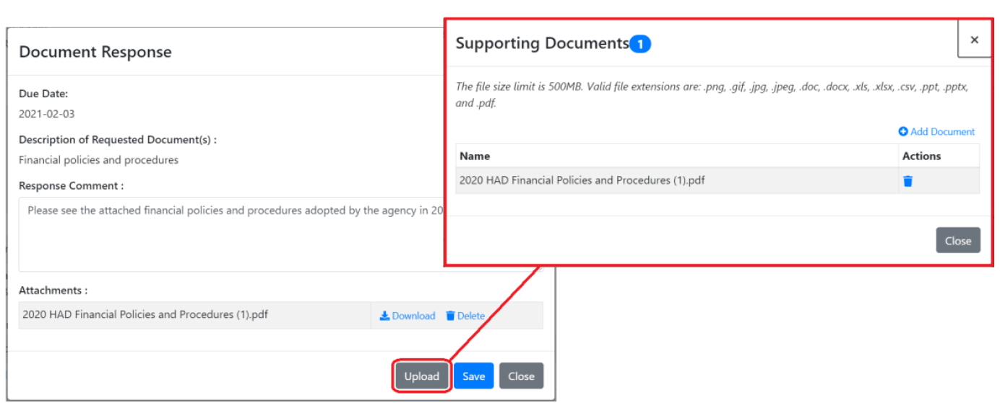 Document Response
Due Date:
2021-02-03
Description of Requested Document(s) :
Financial policies and procedures
Response Comment :
Please see the attached financial policies and procedures adopted by the agency in 20
Attachments :
2020 HAD Financial Policies and Procedures (1).pdf Download Delete
Upload Save Close
Supporting Documents 1 ×
The file size limit is 500MB. Valid file extensions are: .png, .gif, .jpg, .jpeg, .doc, .docx, .xls, .xlsx, .csv, .ppt, .pptx,
and .pdf.
Add Document
Name Actions
2020 HAD Financial Policies and Procedures (1).pdf
Close